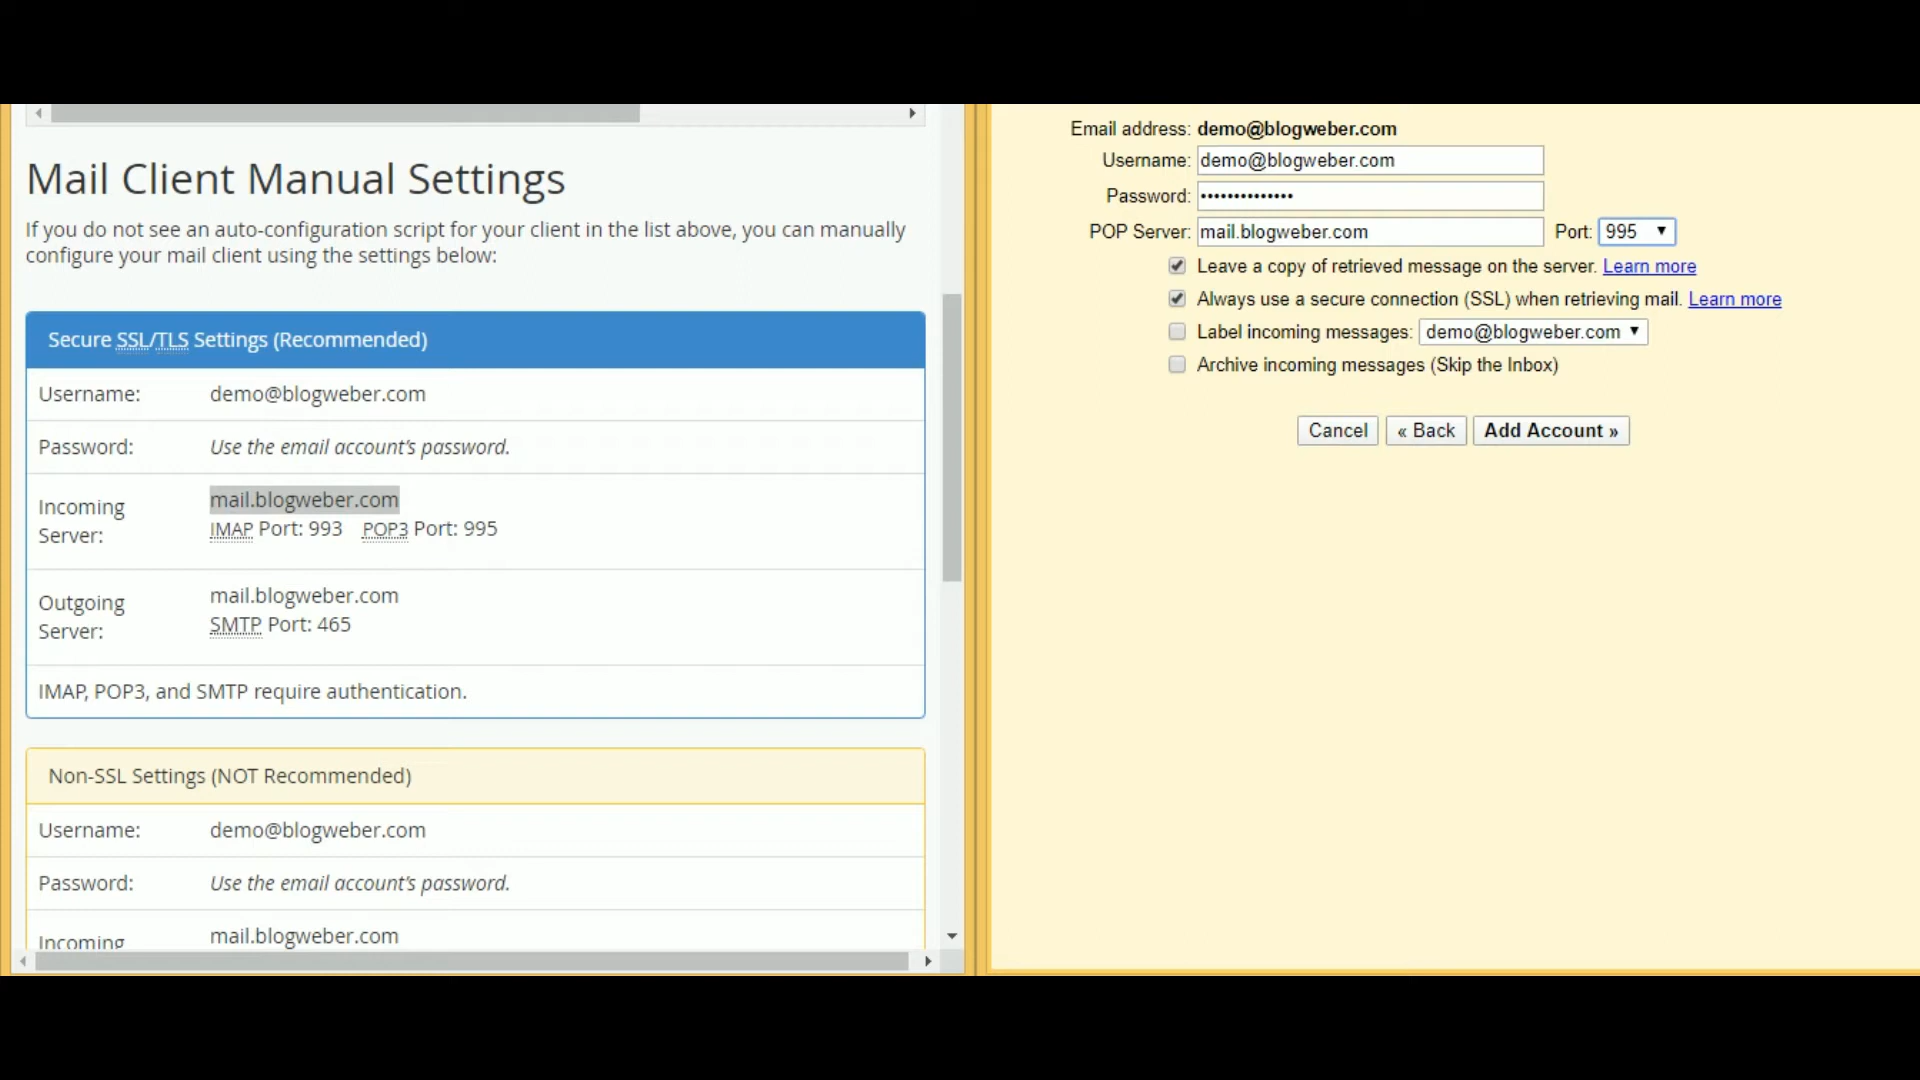 Mail Client Manual Settings
If you do not see an auto-configuration script for your client in the list above, you can manually
configure your mail client using the settings below:
Secure SSL/TLS Settings (Recommended)
Username: demo@blogweber.com
Password: Use the email account's password.
Incoming Server: mail.blogweber.com
IMAP Port: 993 POP3 Port: 995
Outgoing Server: mail.blogweber.com
SMTP Port: 465
IMAP, POP3, and SMTP require authentication.
Non-SSL Settings (NOT Recommended)
Username: demo@blogweber.com
Password: Use the email account's password.
Incoming mail.blogweber.com
Email address: demo@blogweber.com
Username: demo@blogweber.com
Password: ••••••••••••••
POP Server: mail.blogweber.com Port: 995
Leave a copy of retrieved message on the server. Learn more
Always use a secure connection (SSL) when retrieving mail. Learn more
Label incoming messages: demo@blogweber.com
Archive incoming messages (Skip the Inbox)
Cancel « Back Add Account »